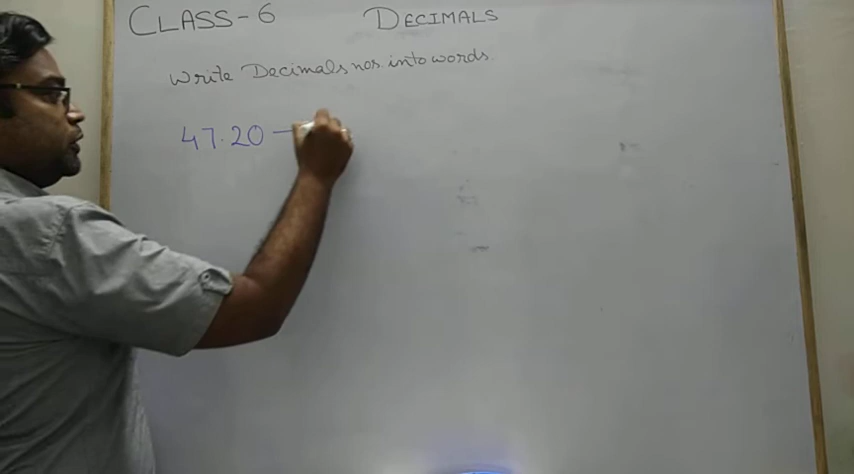 CLASS-6 DECIMALS
Write Decimals nos. into words.
47.20 —